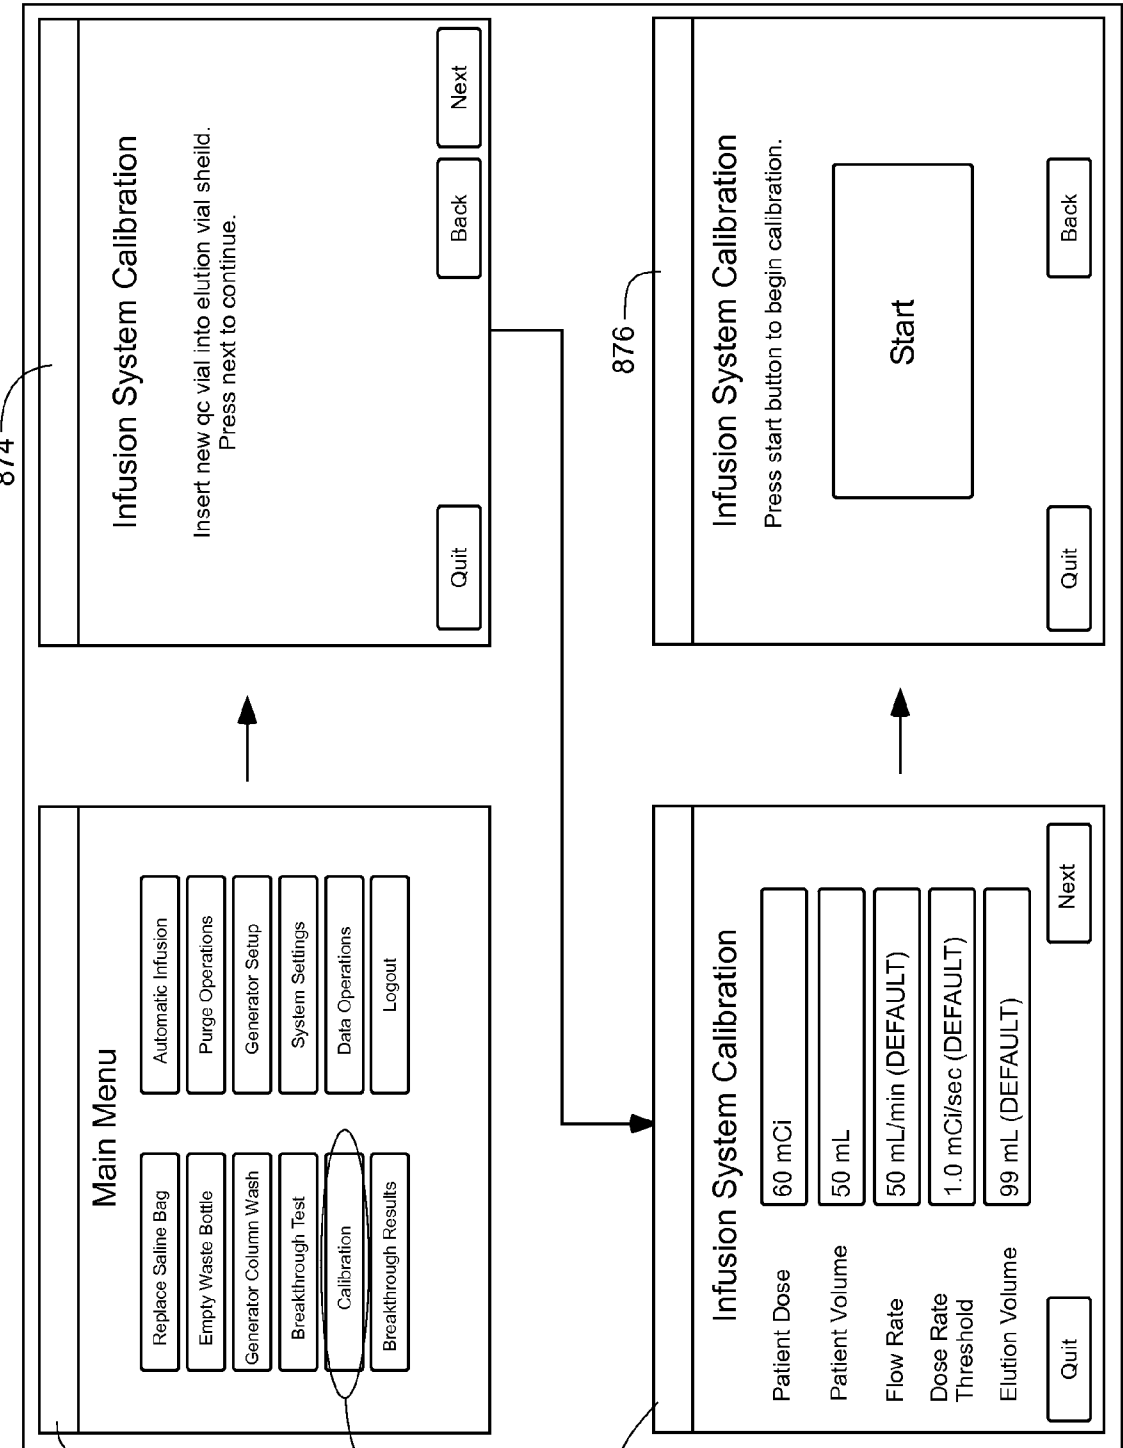 Main Menu
Replace Saline Bag
Empty Waste Bottle
Generator Column Wash
Breakthrough Test
Calibration
Breakthrough Results
Automatic Infusion
Purge Operations
Generator Setup
System Settings
Data Operations
Logout
874
Infusion System Calibration
Insert new qc vial into elution vial sheild.
Press next to continue.
Quit
Back
Next
Infusion System Calibration
Patient Dose
60 mCi
Patient Volume
50 mL
Flow Rate
50 mL/min (DEFAULT)
Dose Rate
Threshold
1.0 mCi/sec (DEFAULT)
Elution Volume
99 mL (DEFAULT)
Quit
Next
876
Infusion System Calibration
Press start button to begin calibration.
Start
Quit
Back